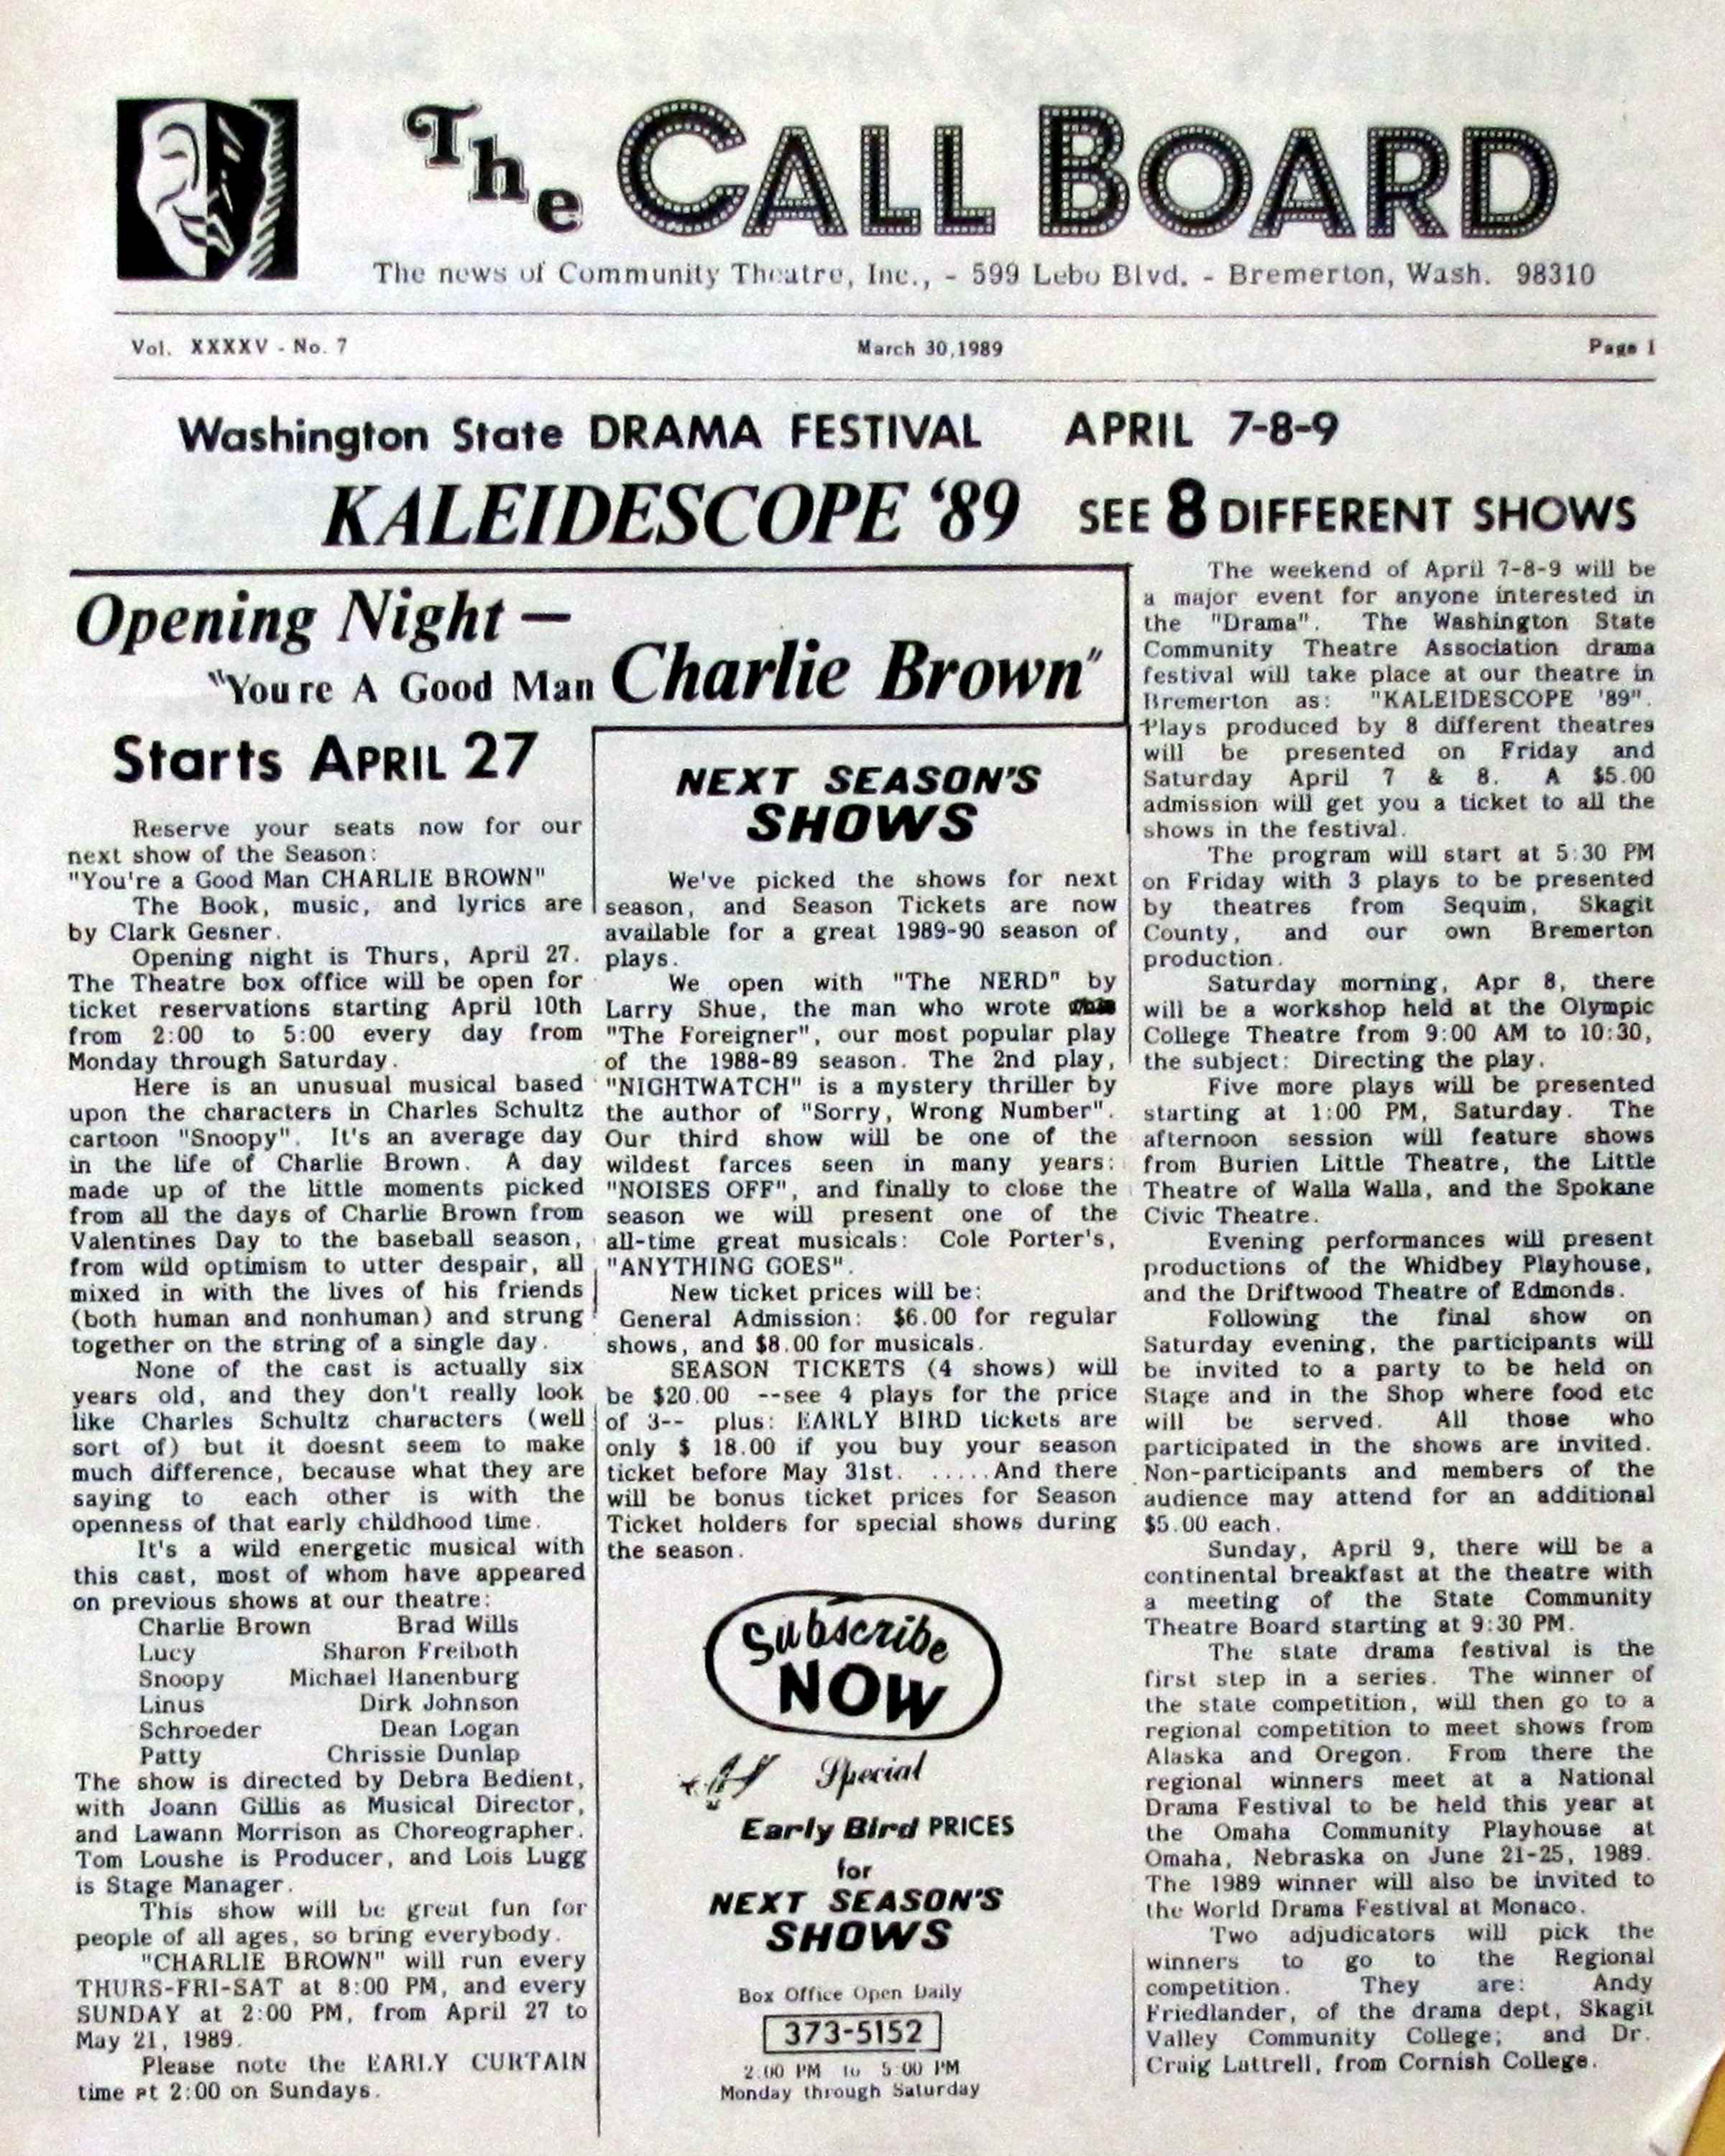 The CALL BOARD
The news of Community Theatre, Inc., - 599 Lebo Blvd. - Bremerton, Wash. 98310
Vol. XXXXV - No. 7 March 30,1989 Page 1
Washington State DRAMA FESTIVAL APRIL 7-8-9
KALEIDESCOPE '89 SEE 8 DIFFERENT SHOWS
Opening Night —
"You're A Good Man Charlie Brown"
Starts APRIL 27
Reserve your seats now for our
next show of the Season:
"You're a Good Man CHARLIE BROWN"
The Book, music, and lyrics are
by Clark Gesner.
Opening night is Thurs, April 27.
The Theatre box office will be open for
ticket reservations starting April 10th
from 2:00 to 5:00 every day from
Monday through Saturday.
Here is an unusual musical based
upon the characters in Charles Schultz
cartoon "Snoopy". It's an average day
in the life of Charlie Brown. A day
made up of the little moments picked
from all the days of Charlie Brown from
Valentines Day to the baseball season,
from wild optimism to utter despair, all
mixed in with the lives of his friends
(both human and nonhuman) and strung
together on the string of a single day.
None of the cast is actually six
years old, and they don't really look
like Charles Schultz characters (well
sort of) but it doesnt seem to make
much difference, because what they are
saying to each other is with the
openness of that early childhood time.
It's a wild energetic musical with
this cast, most of whom have appeared
on previous shows at our theatre:
Charlie Brown Brad Wills
Lucy Sharon Freiboth
Snoopy Michael Hanenburg
Linus Dirk Johnson
Schroeder Dean Logan
Patty Chrissie Dunlap
The show is directed by Debra Bedient,
with Joann Gillis as Musical Director,
and Lawann Morrison as Choreographer.
Tom Loushe is Producer, and Lois Lugg
is Stage Manager.
This show will be great fun for
people of all ages, so bring everybody.
"CHARLIE BROWN" will run every
THURS-FRI-SAT at 8:00 PM, and every
SUNDAY at 2:00 PM, from April 27 to
May 21, 1989.
Please note the EARLY CURTAIN
time at 2:00 on Sundays.
NEXT SEASON'S
SHOWS
We've picked the shows for next
season, and Season Tickets are now
available for a great 1989-90 season of
plays.
We open with "The NERD" by
Larry Shue, the man who wrote
"The Foreigner", our most popular play
of the 1988-89 season. The 2nd play,
"NIGHTWATCH" is a mystery thriller by
the author of "Sorry, Wrong Number".
Our third show will be one of the
wildest farces seen in many years:
"NOISES OFF", and finally to close the
season we will present one of the
all-time great musicals: Cole Porter's,
"ANYTHING GOES".
New ticket prices will be:
General Admission: $6.00 for regular
shows, and $8.00 for musicals.
SEASON TICKETS (4 shows) will
be $20.00 --see 4 plays for the price
of 3-- plus: EARLY BIRD tickets are
only $ 18.00 if you buy your season
ticket before May 31st. .....And there
will be bonus ticket prices for Season
Ticket holders for special shows during
the season.
Subscribe
NOW
At Special
Early Bird PRICES
for
NEXT SEASON'S
SHOWS
Box Office Open Daily
373-5152
2:00 PM to 5:00 PM
Monday through Saturday
The weekend of April 7-8-9 will be
a major event for anyone interested in
the "Drama". The Washington State
Community Theatre Association drama
festival will take place at our theatre in
Bremerton as: "KALEIDESCOPE '89".
Plays produced by 8 different theatres
will be presented on Friday and
Saturday April 7 & 8. A $5.00
admission will get you a ticket to all the
shows in the festival.
The program will start at 5:30 PM
on Friday with 3 plays to be presented
by theatres from Sequim, Skagit
County, and our own Bremerton
production.
Saturday morning, Apr 8, there
will be a workshop held at the Olympic
College Theatre from 9:00 AM to 10:30,
the subject: Directing the play.
Five more plays will be presented
starting at 1:00 PM, Saturday. The
afternoon session will feature shows
from Burien Little Theatre, the Little
Theatre of Walla Walla, and the Spokane
Civic Theatre.
Evening performances will present
productions of the Whidbey Playhouse,
and the Driftwood Theatre of Edmonds.
Following the final show on
Saturday evening, the participants will
be invited to a party to be held on
Stage and in the Shop where food etc
will be served. All those who
participated in the shows are invited.
Non-participants and members of the
audience may attend for an additional
$5.00 each.
Sunday, April 9, there will be a
continental breakfast at the theatre with
a meeting of the State Community
Theatre Board starting at 9:30 PM.
The state drama festival is the
first step in a series. The winner of
the state competition, will then go to a
regional competition to meet shows from
Alaska and Oregon. From there the
regional winners meet at a National
Drama Festival to be held this year at
the Omaha Community Playhouse at
Omaha, Nebraska on June 21-25, 1989.
The 1989 winner will also be invited to
the World Drama Festival at Monaco.
Two adjudicators will pick the
winners to go to the Regional
competition. They are: Andy
Friedlander, of the drama dept, Skagit
Valley Community College; and Dr.
Craig Luttrell, from Cornish College.